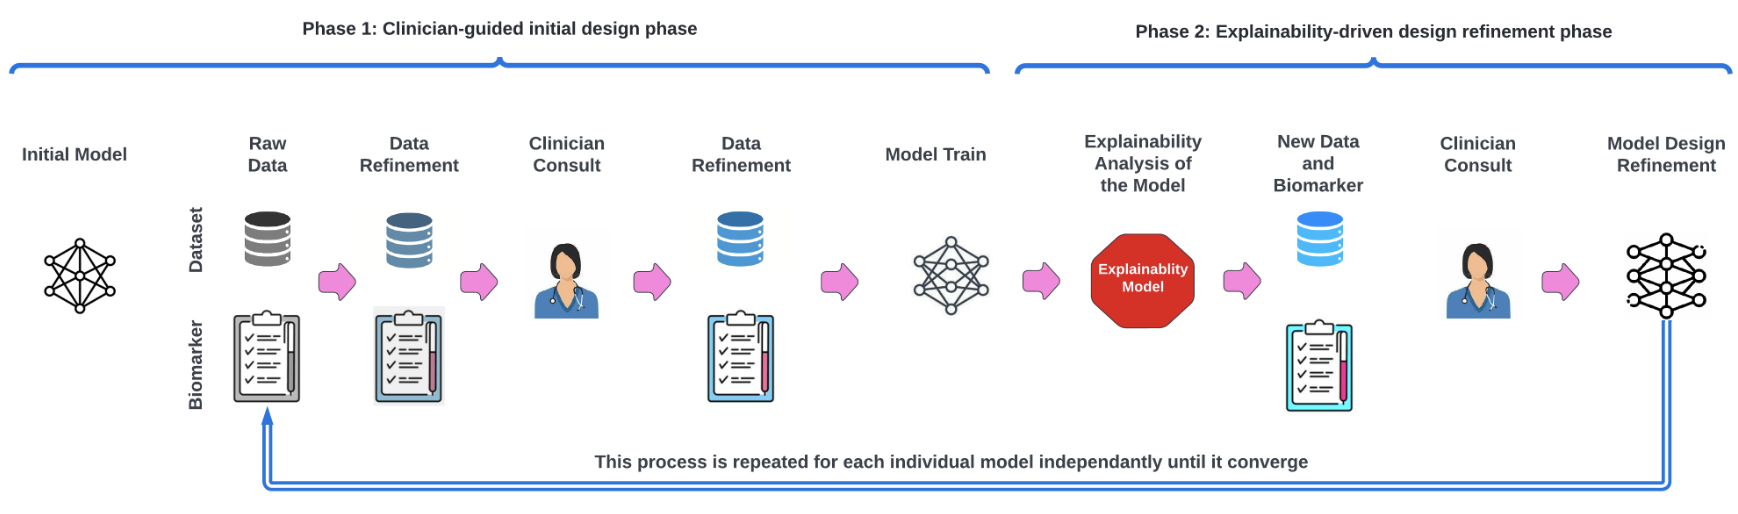 Phase 1: Clinician-guided initial design phase
Phase 2: Explainability-driven design refinement phase
Initial Model
Raw
Data
Data
Refinement
Clinician
Consult
Data
Refinement
Model Train
Explainability
Analysis of
the Model
New Data
and
Biomarker
Clinician
Consult
Model Design
Refinement
Dataset
Biomarker
Explainablity
Model
This process is repeated for each individual model independantly until it converge